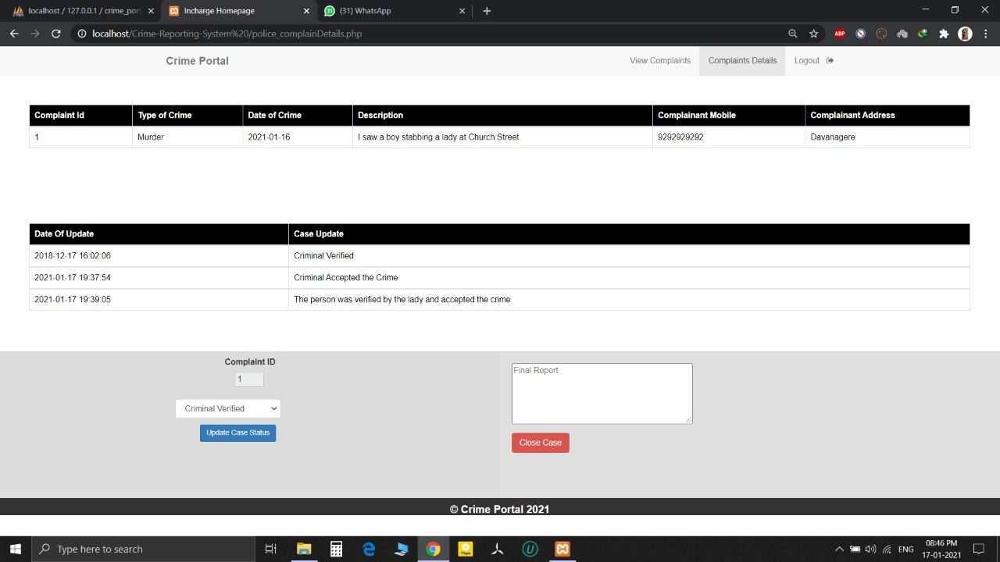 localhost / 127.0.0.1 / crime_port
Incharge Homepage
(31) WhatsApp
localhost/Crime-Reporting-System%20/police_complainDetails.php
ABP
Crime Portal
View Complaints
Complaints Details
Logout
Complaint Id Type of Crime Date of Crime Description Complainant Mobile Complainant Address
1 Murder 2021-01-16 I saw a boy stabbing a lady at Church Street. 9292929292 Davanagere
Date Of Update Case Update
2018-12-17 16:02:06 Criminal Verified
2021-01-17 19:37:54 Criminal Accepted the Crime
2021-01-17 19:39:05 The person was verified by the lady and accepted the crime
Complaint ID
1
Criminal Verified
Update Case Status
Final Report
Close Case
© Crime Portal 2021
Type here to search
ENG
08:46 PM
17-01-2021